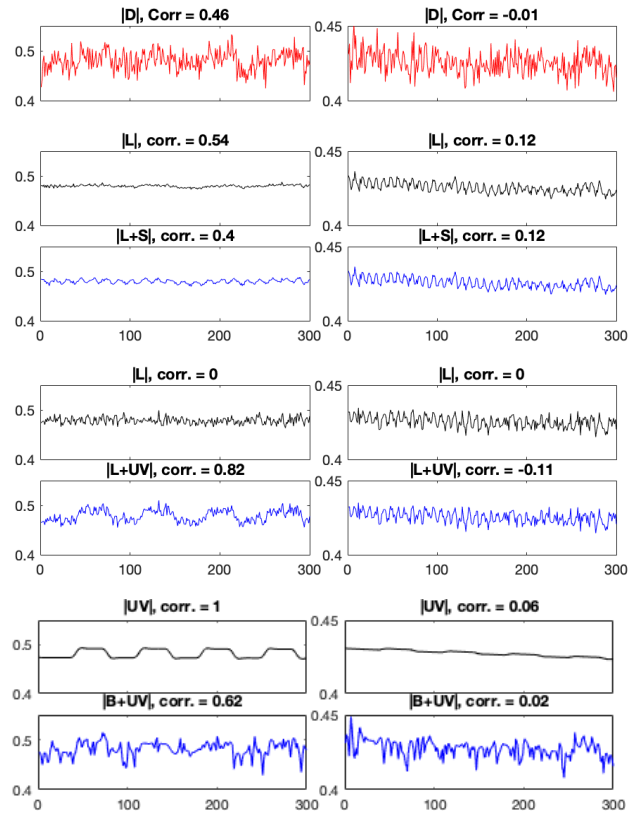 |D|, Corr = 0.46 |D|, Corr = -0.01
0.5 0.45
0.4 0.4
|L|, corr. = 0.54 |L|, corr. = 0.12
0.5 0.45
0.4 0.4
|L+S|, corr. = 0.4 |L+S|, corr. = 0.12
0.5 0.45
0.4 0.4
0 100 200 300 0 100 200 300
|L|, corr. = 0 |L|, corr. = 0
0.5 0.45
0.4 0.4
|L+UV|, corr. = 0.82 |L+UV|, corr. = -0.11
0.5 0.45
0.4 0.4
0 100 200 300 0 100 200 300
|UV|, corr. = 1 |UV|, corr. = 0.06
0.5 0.45
0.4 0.4
|B+UV|, corr. = 0.62 |B+UV|, corr. = 0.02
0.5 0.45
0.4 0.4
0 100 200 300 0 100 200 300